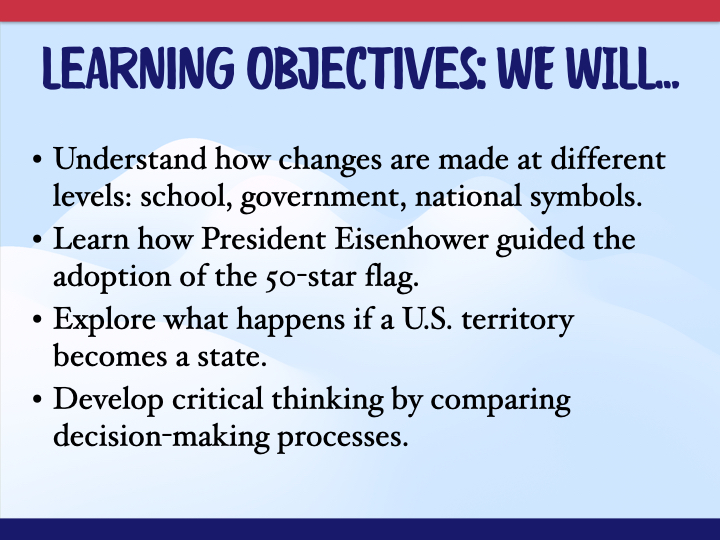 LEARNING OBJECTIVES: WE WILL...
• Understand how changes are made at different
levels: school, government, national symbols.
• Learn how President Eisenhower guided the
adoption of the 50-star flag.
• Explore what happens if a U.S. territory
becomes a state.
• Develop critical thinking by comparing
decision-making processes.